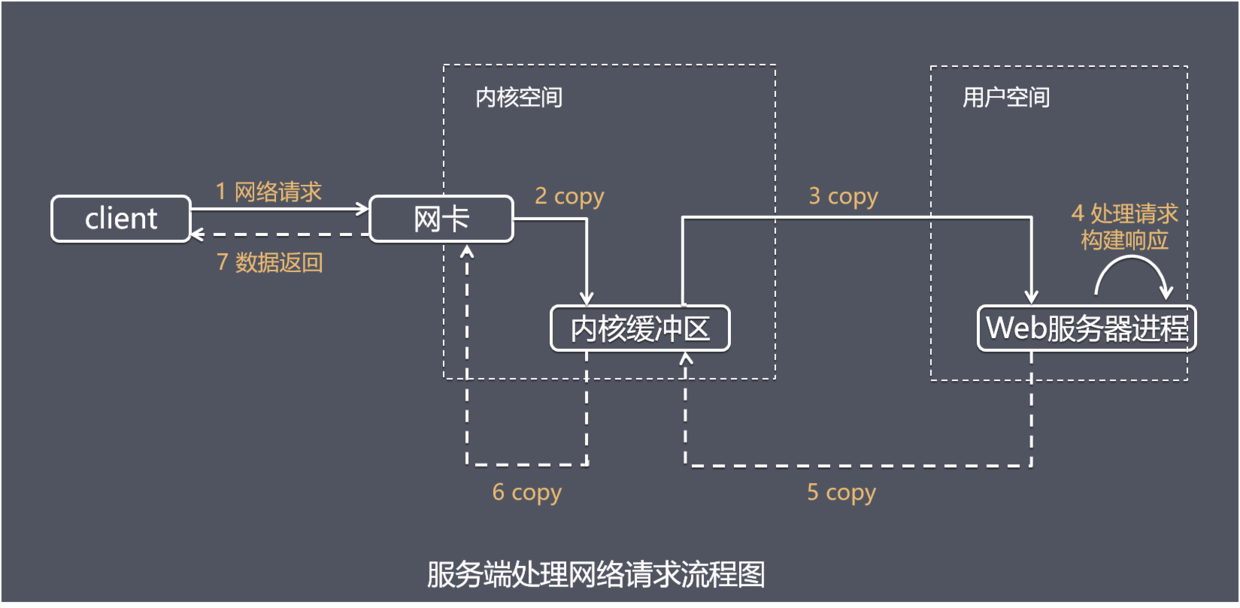 内核空间
用户空间
1 网络请求
2 copy
3 copy
4 处理请求
构建响应
client
网卡
7 数据返回
内核缓冲区
Web服务器进程
6 copy
5 copy
服务端处理网络请求流程图